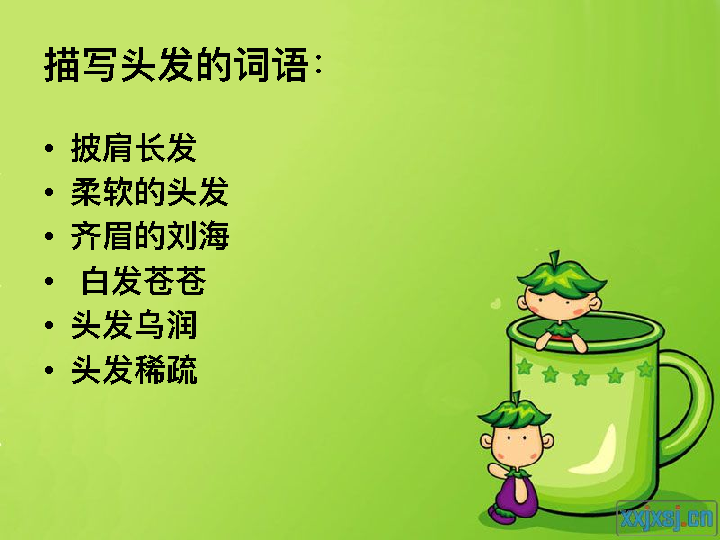 描写头发的词语：
• 披肩长发
• 柔软的头发
• 齐眉的刘海
• 白发苍苍
• 头发乌润
• 头发稀疏
xxjxsj.cn